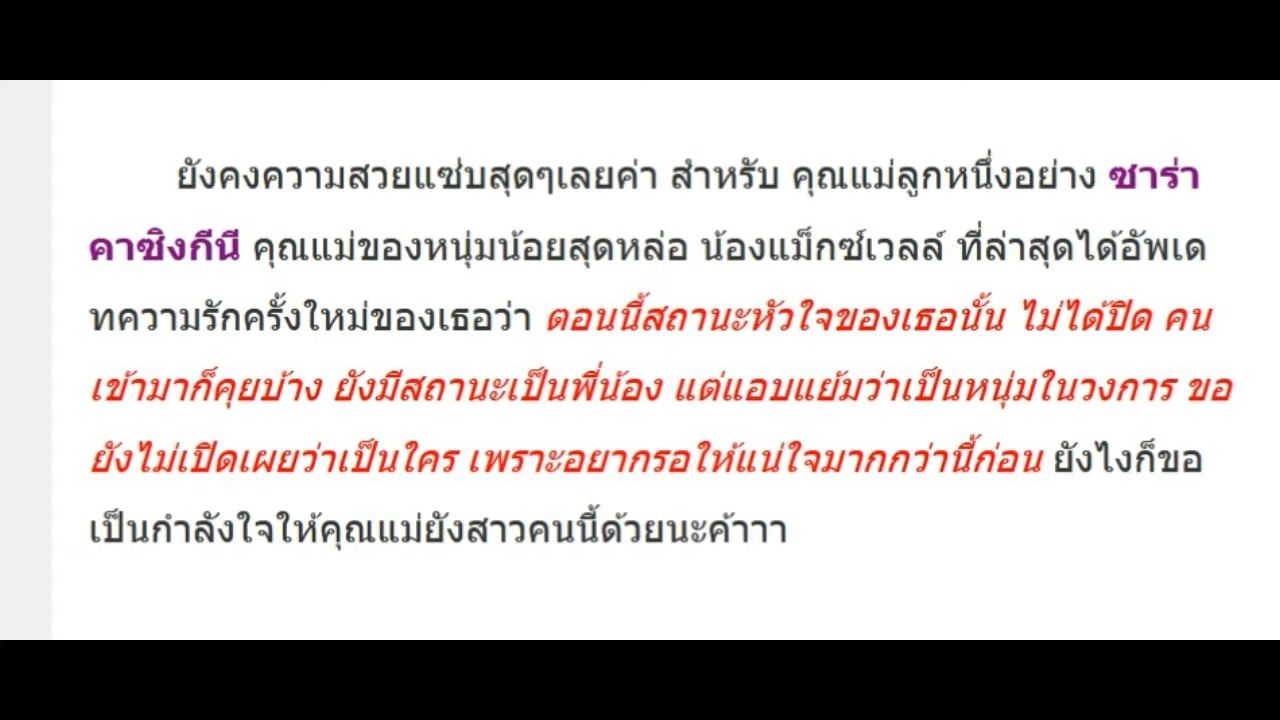 ยังคงความสวยแซ่บสุดๆเลยค่า สำหรับ คุณแม่ลูกหนึ่งอย่าง ซาร่า
คาซิงกีนี คุณแม่ของหนุ่มน้อยสุดหล่อ น้องแม็กซ์เวลล์ ที่ล่าสุดได้อัพเด
ทความรักครั้งใหม่ของเธอว่า ตอนนี้สถานะหัวใจของเธอนั้น ไม่ได้ปิด คน
เข้ามาก็คุยบ้าง ยังมีสถานะเป็นพี่น้อง แต่แอบแย้มว่าเป็นหนุ่มในวงการ ขอ
ยังไม่เปิดเผยว่าเป็นใคร เพราะอยากรอให้แน่ใจมากกว่านี้ก่อน ยังไงก็ขอ
เป็นกำลังใจให้คุณแม่ยังสาวคนนี้ด้วยนะค้าาา